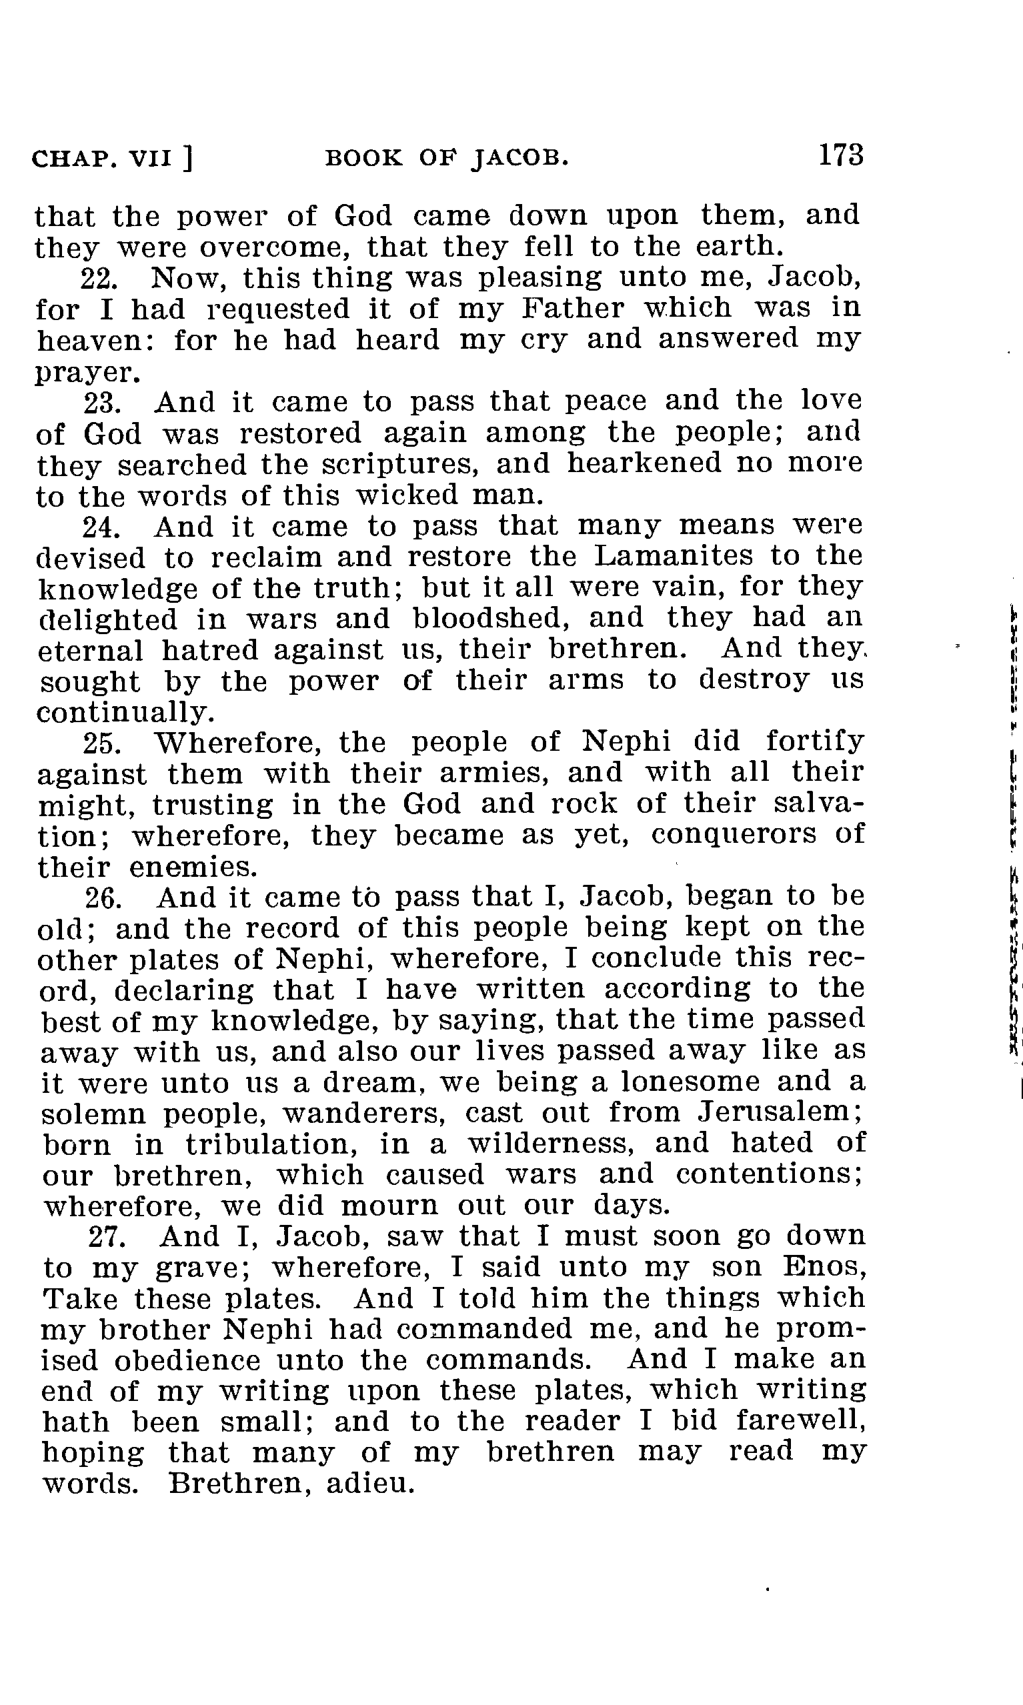 CHAP. VII ] BOOK OF JACOB. 173
that the power of God came down upon them, and
they were overcome, that they fell to the earth.
22. Now, this thing was pleasing unto me, Jacob,
for I had requested it of my Father which was in
heaven: for he had heard my cry and answered my
prayer.
23. And it came to pass that peace and the love
of God was restored again among the people; and
they searched the scriptures, and hearkened no more
to the words of this wicked man.
24. And it came to pass that many means were
devised to reclaim and restore the Lamanites to the
knowledge of the truth; but it all were vain, for they
delighted in wars and bloodshed, and they had an
eternal hatred against us, their brethren. And they
sought by the power of their arms to destroy us
continually.
25. Wherefore, the people of Nephi did fortify
against them with their armies, and with all their
might, trusting in the God and rock of their salva-
tion; wherefore, they became as yet, conquerors of
their enemies.
26. And it came to pass that I, Jacob, began to be
old; and the record of this people being kept on the
other plates of Nephi, wherefore, I conclude this rec-
ord, declaring that I have written according to the
best of my knowledge, by saying, that the time passed
away with us, and also our lives passed away like as
it were unto us a dream, we being a lonesome and a
solemn people, wanderers, cast out from Jerusalem;
born in tribulation, in a wilderness, and hated of
our brethren, which caused wars and contentions;
wherefore, we did mourn out our days.
27. And I, Jacob, saw that I must soon go down
to my grave; wherefore, I said unto my son Enos,
Take these plates. And I told him the things which
my brother Nephi had commanded me, and he prom-
ised obedience unto the commands. And I make an
end of my writing upon these plates, which writing
hath been small; and to the reader I bid farewell,
hoping that many of my brethren may read my
words. Brethren, adieu.